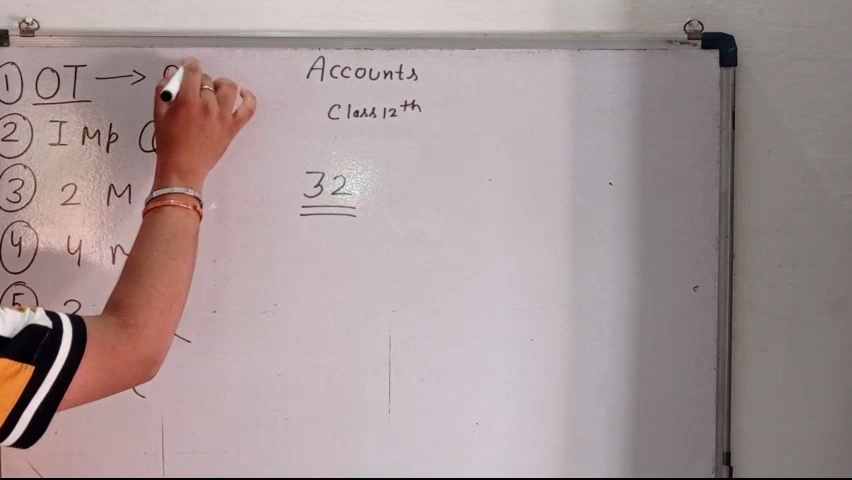 ① OT →
② Imp
③ 2 M
④ 4
⑤
Accounts
Class 12th
32